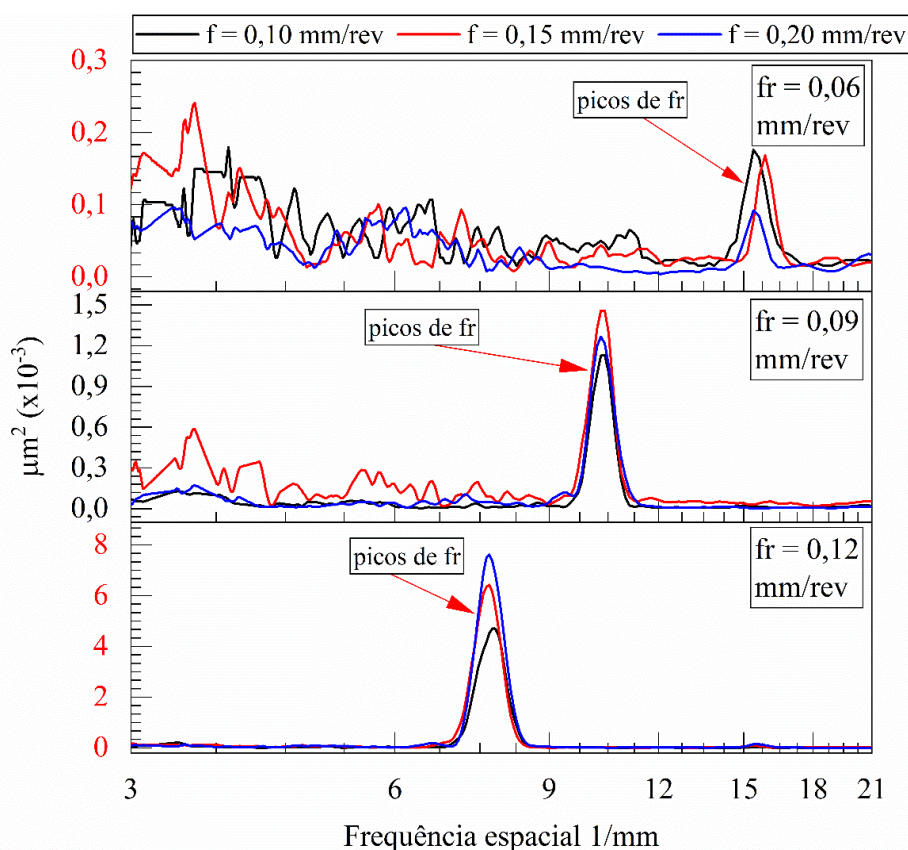 f = 0,10 mm/rev f = 0,15 mm/rev f = 0,20 mm/rev
0,3
0,2
0,1
0,0
picos de fr
fr = 0,06
mm/rev
1,5
1,2
0,9
0,6
0,3
0,0
picos de fr
fr = 0,09
mm/rev
8
6
4
2
0
picos de fr
fr = 0,12
mm/rev
µm² (x10⁻³)
3 6 9 12 15 18 21
Frequência espacial 1/mm